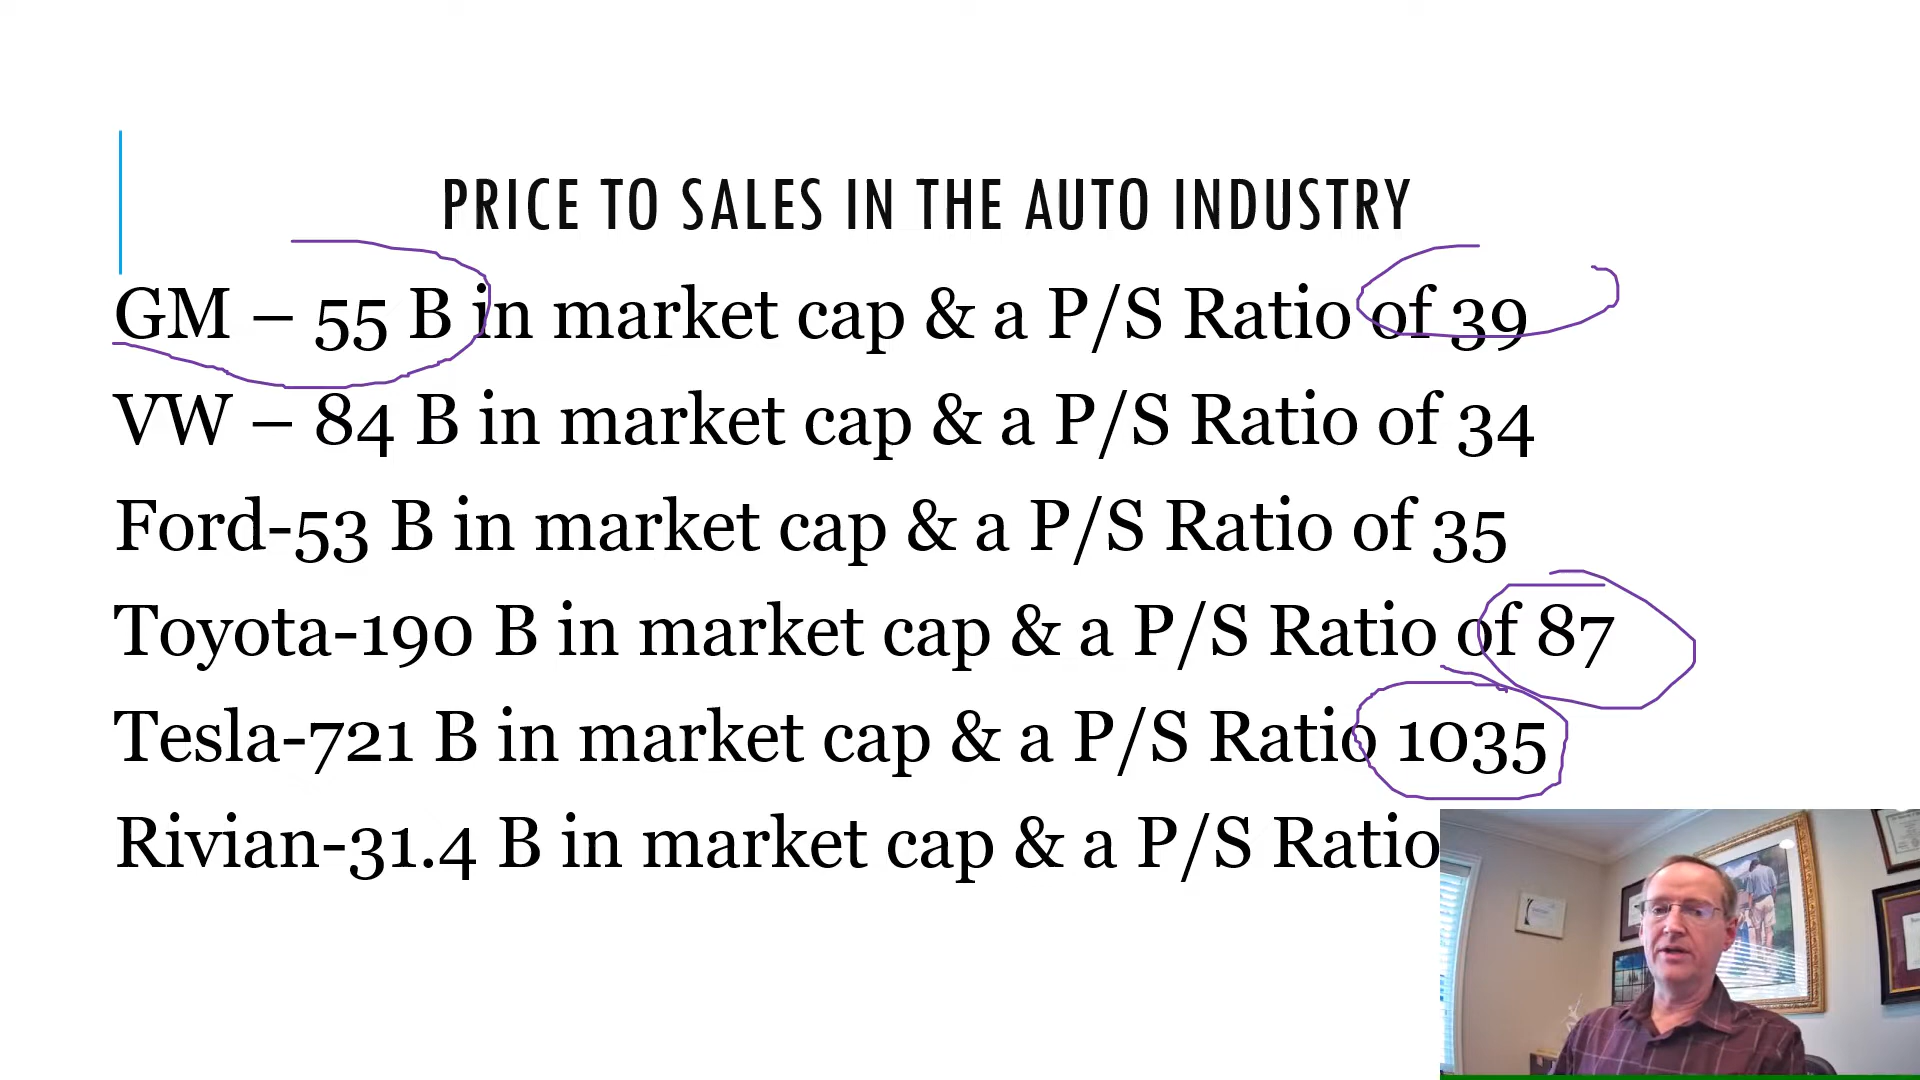 PRICE TO SALES IN THE AUTO INDUSTRY
GM – 55 B in market cap & a P/S Ratio of 39
VW – 84 B in market cap & a P/S Ratio of 34
Ford-53 B in market cap & a P/S Ratio of 35
Toyota-190 B in market cap & a P/S Ratio of 87
Tesla-721 B in market cap & a P/S Ratio 1035
Rivian-31.4 B in market cap & a P/S Ratio